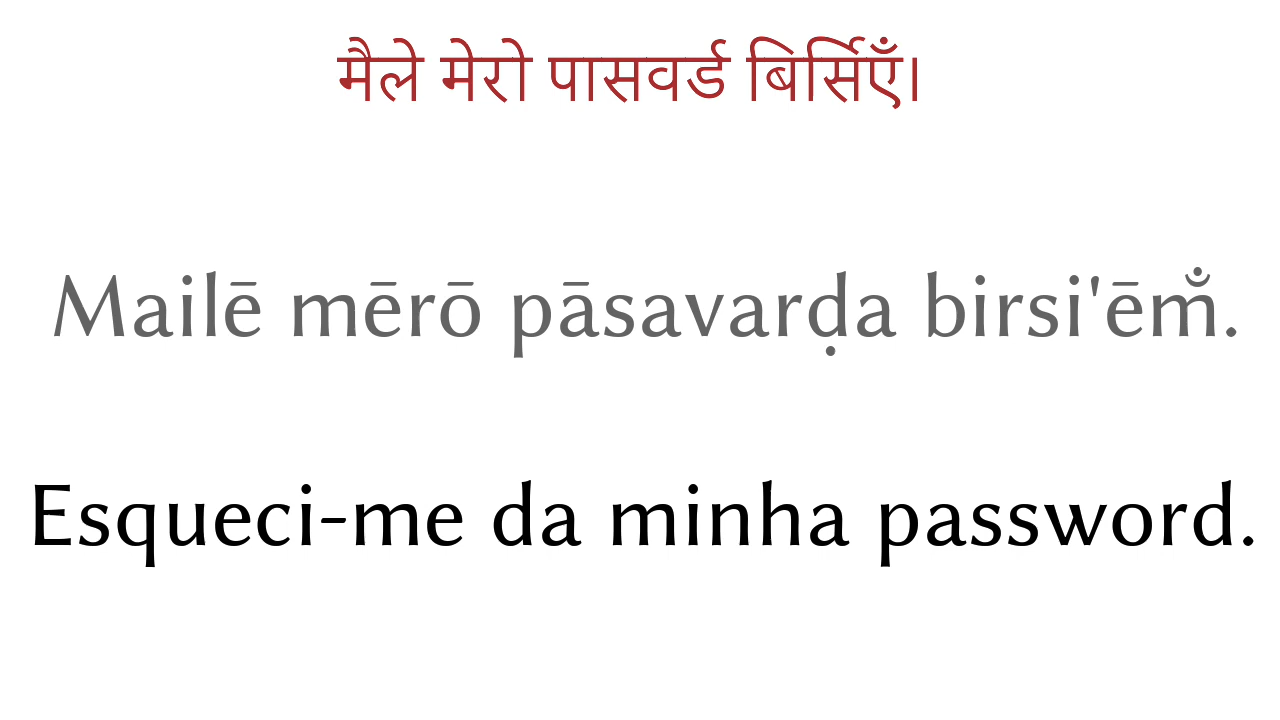 मैले मेरो पासवर्ड बिर्सिएँ।
Mailē mērō pāsavarḍa birsi'ēm̐.
Esqueci-me da minha password.